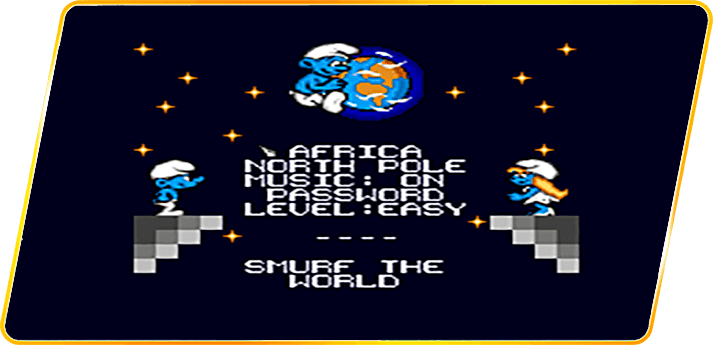 AFRICA
NORTH POLE
MUSIC: ON
PASSWORD
LEVEL:EASY
----
SMURF THE
WORLD